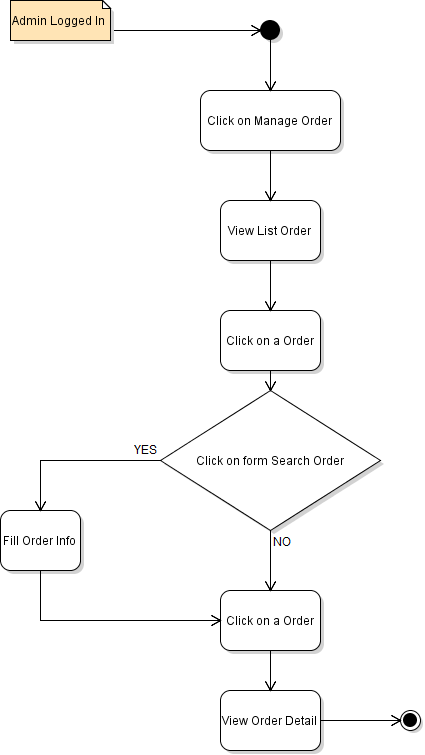 Admin Logged In
Click on Manage Order
View List Order
Click on a Order
Click on form Search Order
YES
NO
Fill Order Info
Click on a Order
View Order Detail